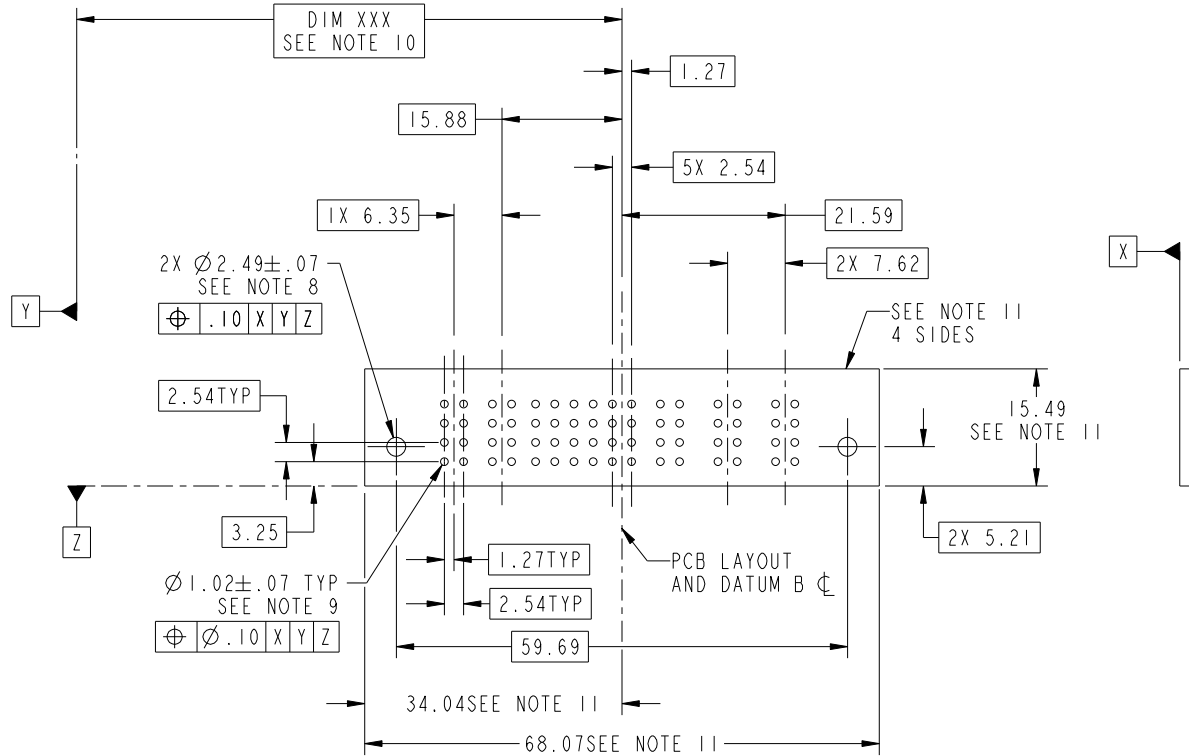 DIM XXX
SEE NOTE 10
1.27
15.88
5X 2.54
1X 6.35
21.59
2X Ø2.49±.07
SEE NOTE 8
⌖ .10 X Y Z
2X 7.62
X
Y
SEE NOTE 11
4 SIDES
2.54TYP
15.49
SEE NOTE 11
Z
3.25
2X 5.21
1.27TYP
PCB LAYOUT
AND DATUM B ℄
Ø1.02±.07 TYP
SEE NOTE 9
⌖ Ø.10 X Y Z
2.54TYP
59.69
34.04SEE NOTE 11
68.07SEE NOTE 11